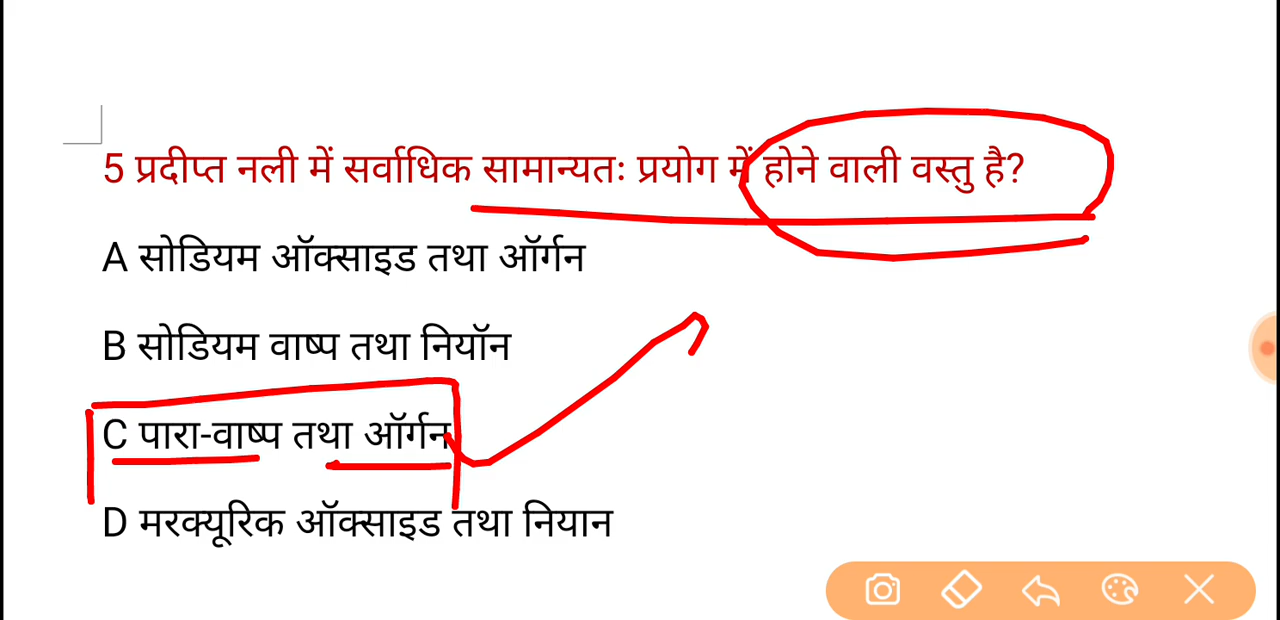 5 प्रदीप्त नली में सर्वाधिक सामान्यतः प्रयोग में होने वाली वस्तु है?
A सोडियम ऑक्साइड तथा ऑर्गन
B सोडियम वाष्प तथा नियॉन
C पारा-वाष्प तथा ऑर्गन
D मरक्यूरिक ऑक्साइड तथा नियान